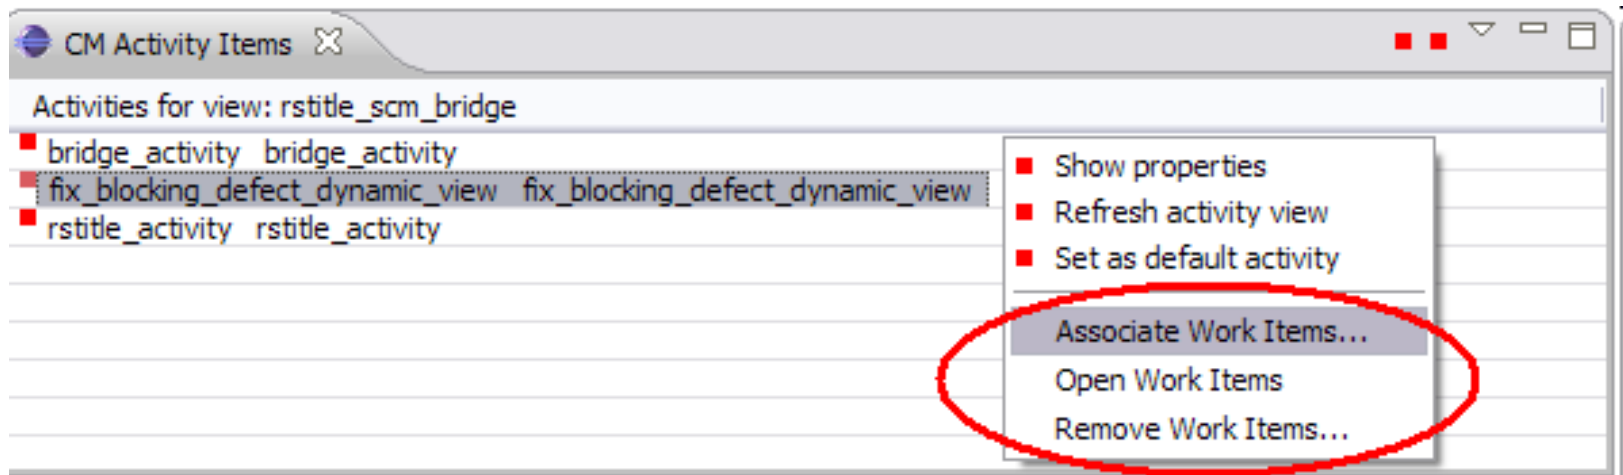 CM Activity Items
Activities for view: rstitle_scm_bridge
bridge_activity bridge_activity
fix_blocking_defect_dynamic_view fix_blocking_defect_dynamic_view
rstitle_activity rstitle_activity
Show properties
Refresh activity view
Set as default activity
Associate Work Items...
Open Work Items
Remove Work Items...